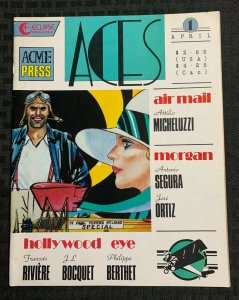 ECLIPSE
ACES
1
APRIL
$2.95
(USA)
$4.25
(Can)
ACME
PRESS
air mail
Attilio
MICHELUZZI
morgan
Antonio
SEGURA
José
ORTIZ
SPECIAL
hollywood eye
François
RIVIÈRE
J.L.
BOCQUET
Philippe
BERTHET